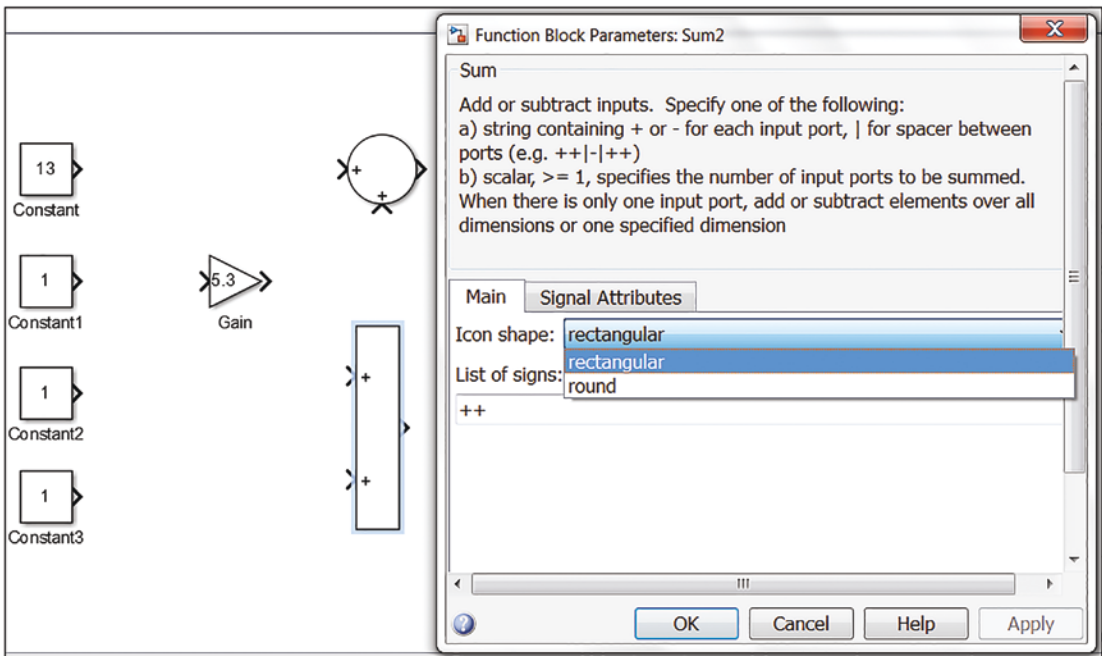 Function Block Parameters: Sum2
Sum
Add or subtract inputs.  Specify one of the following:
a) string containing + or - for each input port, | for spacer between
ports (e.g. ++|-|++)
b) scalar, >= 1, specifies the number of input ports to be summed.
When there is only one input port, add or subtract elements over all
dimensions or one specified dimension
Main
Signal Attributes
Icon shape: rectangular
rectangular
round
List of signs:
++
OK
Cancel
Help
Apply
13
Constant
1
Constant1
1
Constant2
1
Constant3
5.3
Gain
+
+
+
+